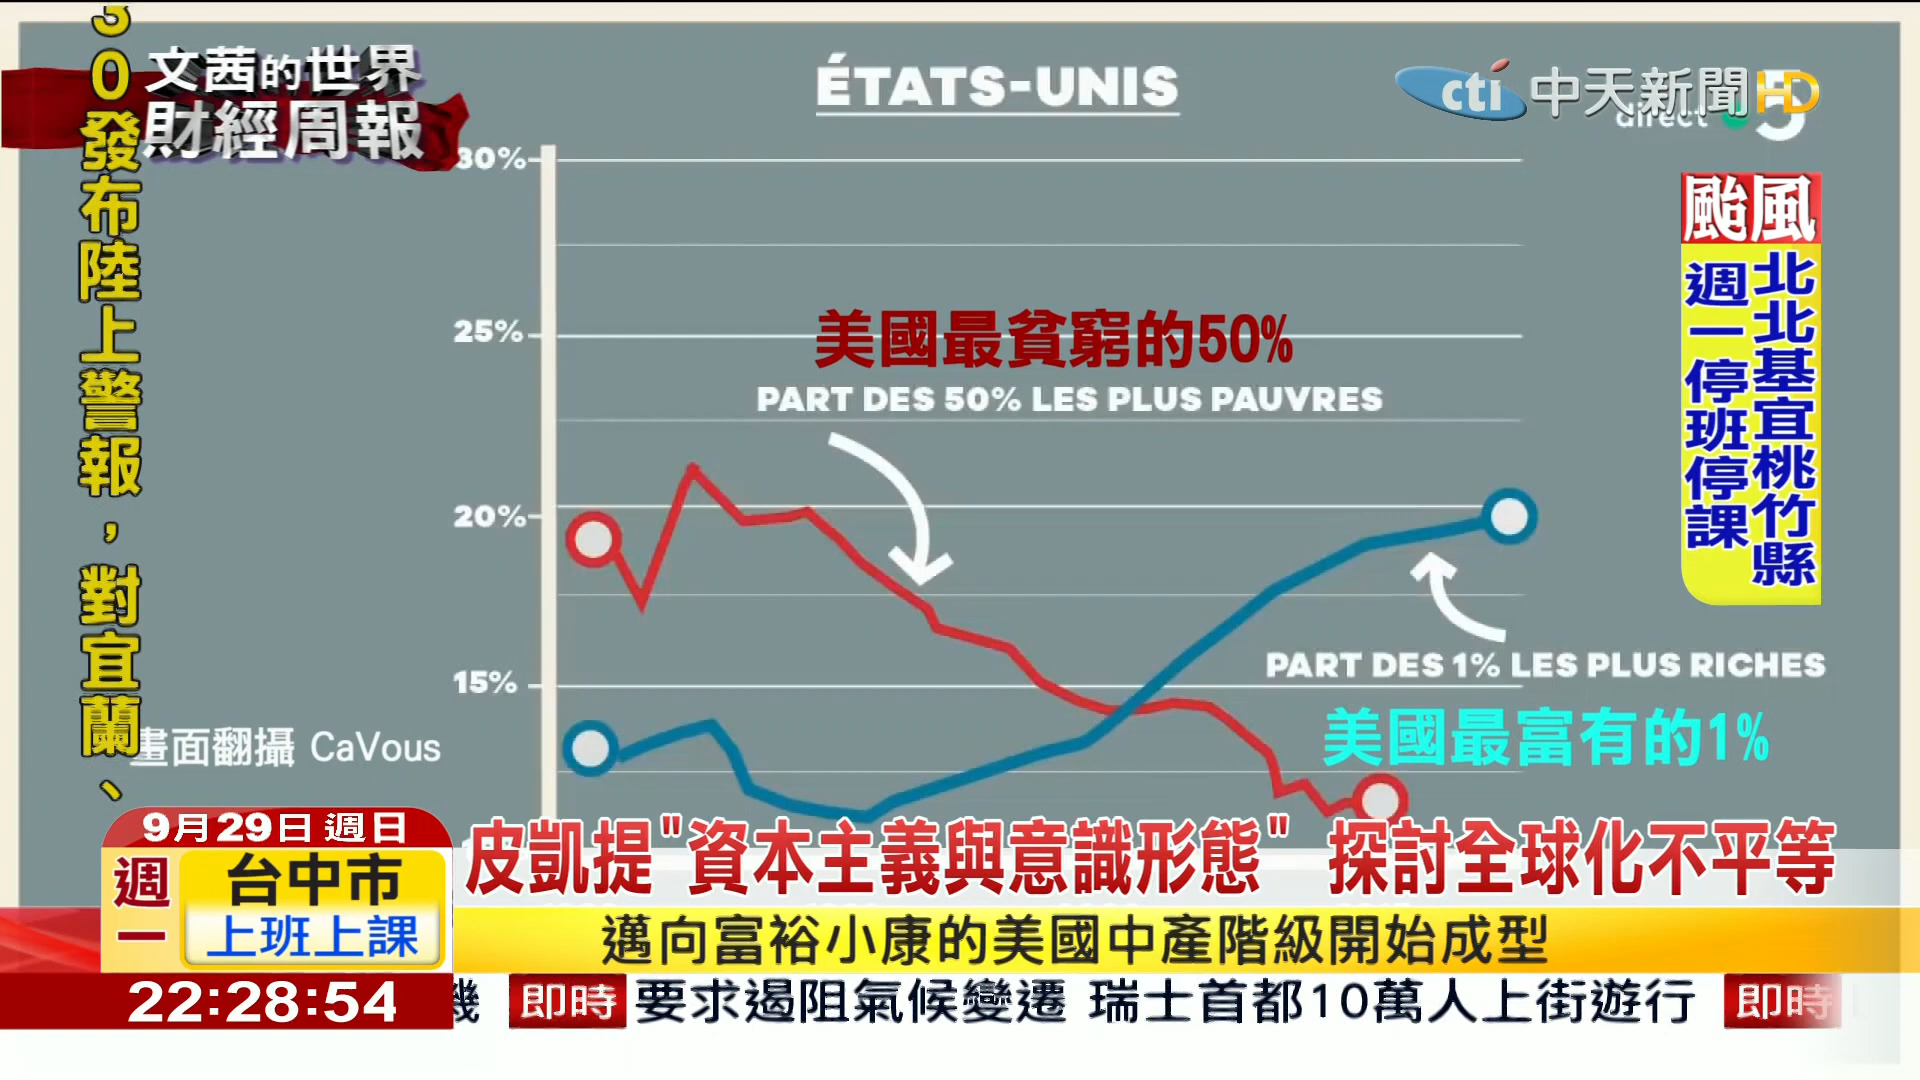 文茜的世界
財經周報
30發布陸上警報，對宜蘭、
ÉTATS-UNIS
cti 中天新聞HD
direct 5
颱風
北北基宜桃竹縣
週一停班停課
30%
25%
20%
15%
美國最貧窮的50%
PART DES 50% LES PLUS PAUVRES
PART DES 1% LES PLUS RICHES
美國最富有的1%
畫面翻攝 CaVous
9月29日 週日
週一
台中市
上班上課
皮凱提"資本主義與意識形態" 探討全球化不平等
邁向富裕小康的美國中產階級開始成型
22:28:54
機 即時 要求遏阻氣候變遷 瑞士首都10萬人上街遊行 即時